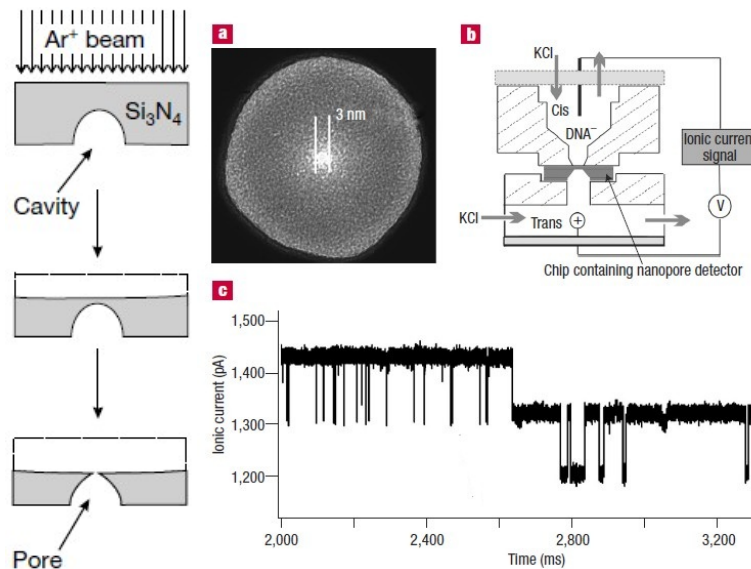 Ar+ beam
Si3N4
Cavity
Pore
a
3 nm
b
KCl
Cis
DNA−
Ionic current
signal
V
KCl
Trans
+
Chip containing nanopore detector
c
Ionic current (pA)
1,500
1,400
1,300
1,200
2,000
2,400
2,800
3,200
Time (ms)